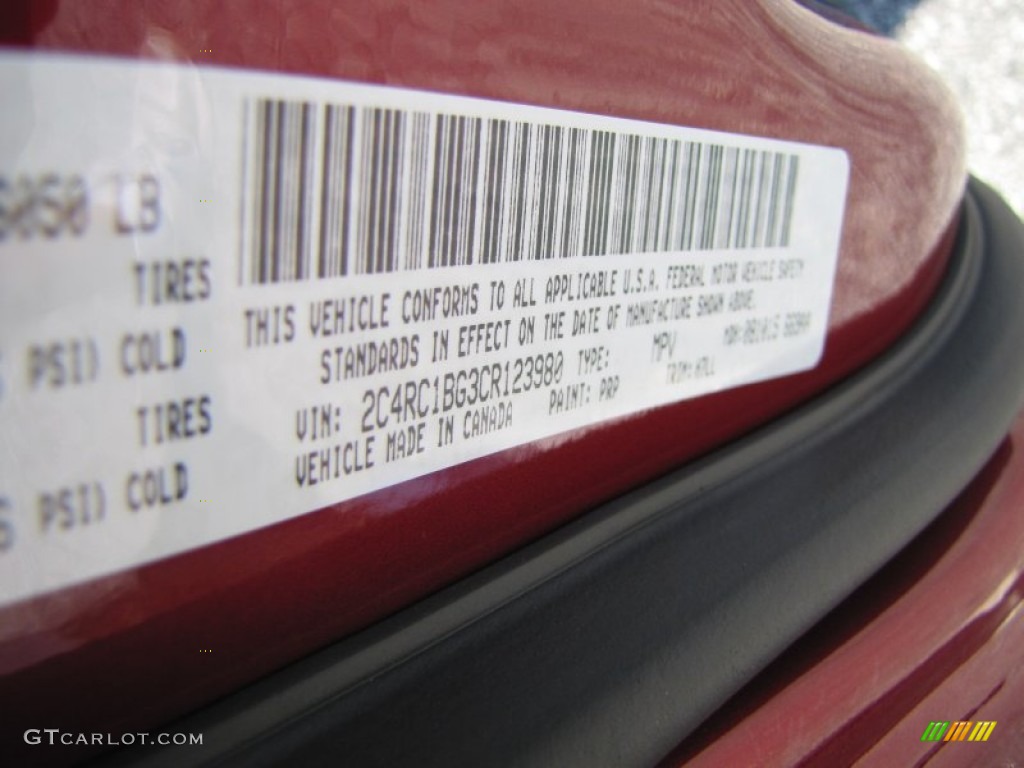 6050 LB
TIRES
PSI) COLD
TIRES
PSI) COLD
THIS VEHICLE CONFORMS TO ALL APPLICABLE U.S.A. FEDERAL MOTOR VEHICLE SAFETY
STANDARDS IN EFFECT ON THE DATE OF MANUFACTURE SHOWN ABOVE.
VIN: 2C4RC1BG3CR123980 TYPE: MPV
VEHICLE MADE IN CANADA PAINT: PRP
GTCARLOT.COM